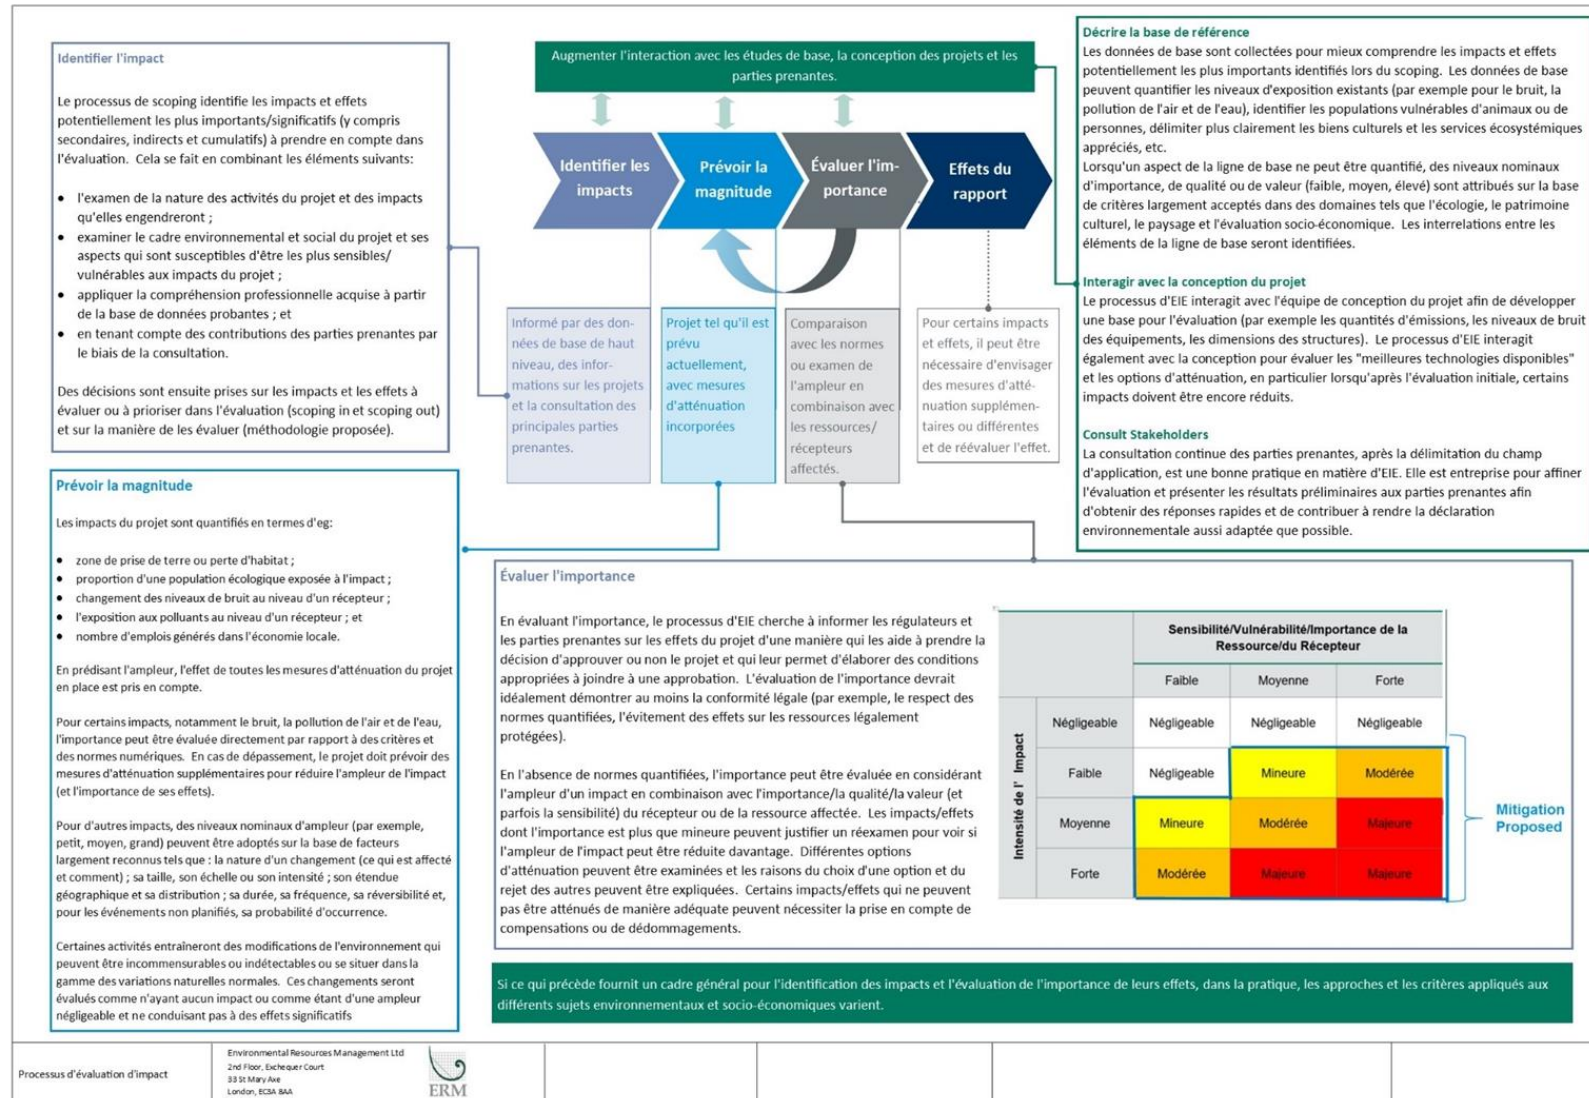 Identifier l'impact
Le processus de scoping identifie les impacts et effets
potentiellement les plus importants/significatifs (y compris
secondaires, indirects et cumulatifs) à prendre en compte dans
l'évaluation. Cela se fait en combinant les éléments suivants:
• l'examen de la nature des activités du projet et des impacts
qu'elles engendreront ;
• examiner le cadre environnemental et social du projet et ses
aspects qui sont susceptibles d'être les plus sensibles/
vulnérables aux impacts du projet ;
• appliquer la compréhension professionnelle acquise à partir
de la base de données probantes ; et
• en tenant compte des contributions des parties prenantes par
le biais de la consultation.
Des décisions sont ensuite prises sur les impacts et les effets à
évaluer ou à prioriser dans l'évaluation (scoping in et scoping out)
et sur la manière de les évaluer (méthodologie proposée).
Augmenter l'interaction avec les études de base, la conception des projets et les
parties prenantes.
Identifier les
impacts
Prévoir la
magnitude
Évaluer l'im-
portance
Effets du
rapport
Informé par des don-
nées de base de haut
niveau, des infor-
mations sur les projets
et la consultation des
principales parties
prenantes.
Projet tel qu'il est
prévu
actuellement,
avec mesures
d'atténuation
incorporées
Comparaison
avec les normes
ou examen de
l'ampleur en
combinaison avec
les ressources/
récepteurs
affectés.
Pour certains impacts
et effets, il peut être
nécessaire d'envisager
des mesures d'atté-
nuation supplémen-
taires ou différentes
et de réévaluer l'effet.
Décrire la base de référence
Les données de base sont collectées pour mieux comprendre les impacts et effets
potentiellement les plus importants identifiés lors du scoping. Les données de base
peuvent quantifier les niveaux d'exposition existants (par exemple pour le bruit, la
pollution de l'air et de l'eau), identifier les populations vulnérables d'animaux ou de
personnes, délimiter plus clairement les biens culturels et les services écosystémiques
appréciés, etc.
Lorsqu'un aspect de la ligne de base ne peut être quantifié, des niveaux nominaux
d'importance, de qualité ou de valeur (faible, moyen, élevé) sont attribués sur la base
de critères largement acceptés dans des domaines tels que l'écologie, le patrimoine
culturel, le paysage et l'évaluation socio-économique. Les interrelations entre les
éléments de la ligne de base seront identifiées.
Interagir avec la conception du projet
Le processus d'EIE interagit avec l'équipe de conception du projet afin de développer
une base pour l'évaluation (par exemple les quantités d'émissions, les niveaux de bruit
des équipements, les dimensions des structures). Le processus d'EIE interagit
également avec la conception pour évaluer les "meilleures technologies disponibles"
et les options d'atténuation, en particulier lorsqu'après l'évaluation initiale, certains
impacts doivent être encore réduits.
Consult Stakeholders
La consultation continue des parties prenantes, après la délimitation du champ
d'application, est une bonne pratique en matière d'EIE. Elle est entreprise pour affiner
l'évaluation et présenter les résultats préliminaires aux parties prenantes afin
d'obtenir des réponses rapides et de contribuer à rendre la déclaration
environnementale aussi adaptée que possible.
Prévoir la magnitude
Les impacts du projet sont quantifiés en termes d'eg:
• zone de prise de terre ou perte d'habitat ;
• proportion d'une population écologique exposée à l'impact ;
• changement des niveaux de bruit au niveau d'un récepteur ;
• l'exposition aux polluants au niveau d'un récepteur ; et
• nombre d'emplois générés dans l'économie locale.
En prédisant l'ampleur, l'effet de toutes les mesures d'atténuation du projet
en place est pris en compte.
Pour certains impacts, notamment le bruit, la pollution de l'air et de l'eau,
l'importance peut être évaluée directement par rapport à des critères et
des normes numériques. En cas de dépassement, le projet doit prévoir des
mesures d'atténuation supplémentaires pour réduire l'ampleur de l'impact
(et l'importance de ses effets).
Pour d'autres impacts, des niveaux nominaux d'ampleur (par exemple,
petit, moyen, grand) peuvent être adoptés sur la base de facteurs
largement reconnus tels que : la nature d'un changement (ce qui est affecté
et comment) ; sa taille, son échelle ou son intensité ; son étendue
géographique et sa distribution ; sa durée, sa fréquence, sa réversibilité et,
pour les événements non planifiés, sa probabilité d'occurrence.
Certaines activités entraîneront des modifications de l'environnement qui
peuvent être incommensurables ou indétectables ou se situer dans la
gamme des variations naturelles normales. Ces changements seront
évalués comme n'ayant aucun impact ou comme étant d'une ampleur
négligeable et ne conduisant pas à des effets significatifs
Évaluer l'importance
En évaluant l'importance, le processus d'EIE cherche à informer les régulateurs et
les parties prenantes sur les effets du projet d'une manière qui les aide à prendre la
décision d'approuver ou non le projet et qui leur permet d'élaborer des conditions
appropriées à joindre à une approbation. L'évaluation de l'importance devrait
idéalement démontrer au moins la conformité légale (par exemple, le respect des
normes quantifiées, l'évitement des effets sur les ressources légalement
protégées).
En l'absence de normes quantifiées, l'importance peut être évaluée en considérant
l'ampleur d'un impact en combinaison avec l'importance/la qualité/la valeur (et
parfois la sensibilité) du récepteur ou de la ressource affectée. Les impacts/effets
dont l'importance est plus que mineure peuvent justifier un réexamen pour voir si
l'ampleur de l'impact peut être réduite davantage. Différentes options
d'atténuation peuvent être examinées et les raisons du choix d'une option et du
rejet des autres peuvent être expliquées. Certains impacts/effets qui ne peuvent
pas être atténués de manière adéquate peuvent nécessiter la prise en compte de
compensations ou de dédommagements.
Sensibilité/Vulnérabilité/Importance de la
Ressource/du Récepteur
Faible Moyenne Forte
Intensité de l' Impact
Négligeable Négligeable Négligeable Négligeable
Faible Négligeable Mineure Modérée
Moyenne Mineure Modérée Majeure
Forte Modérée Majeure Majeure
Mitigation
Proposed
Si ce qui précède fournit un cadre général pour l'identification des impacts et l'évaluation de l'importance de leurs effets, dans la pratique, les approches et les critères appliqués aux
différents sujets environnementaux et socio-économiques varient.
Processus d'évaluation d'impact
Environmental Resources Management Ltd
2nd Floor, Exchequer Court
33 St Mary Axe
London, EC3A 8AA
ERM